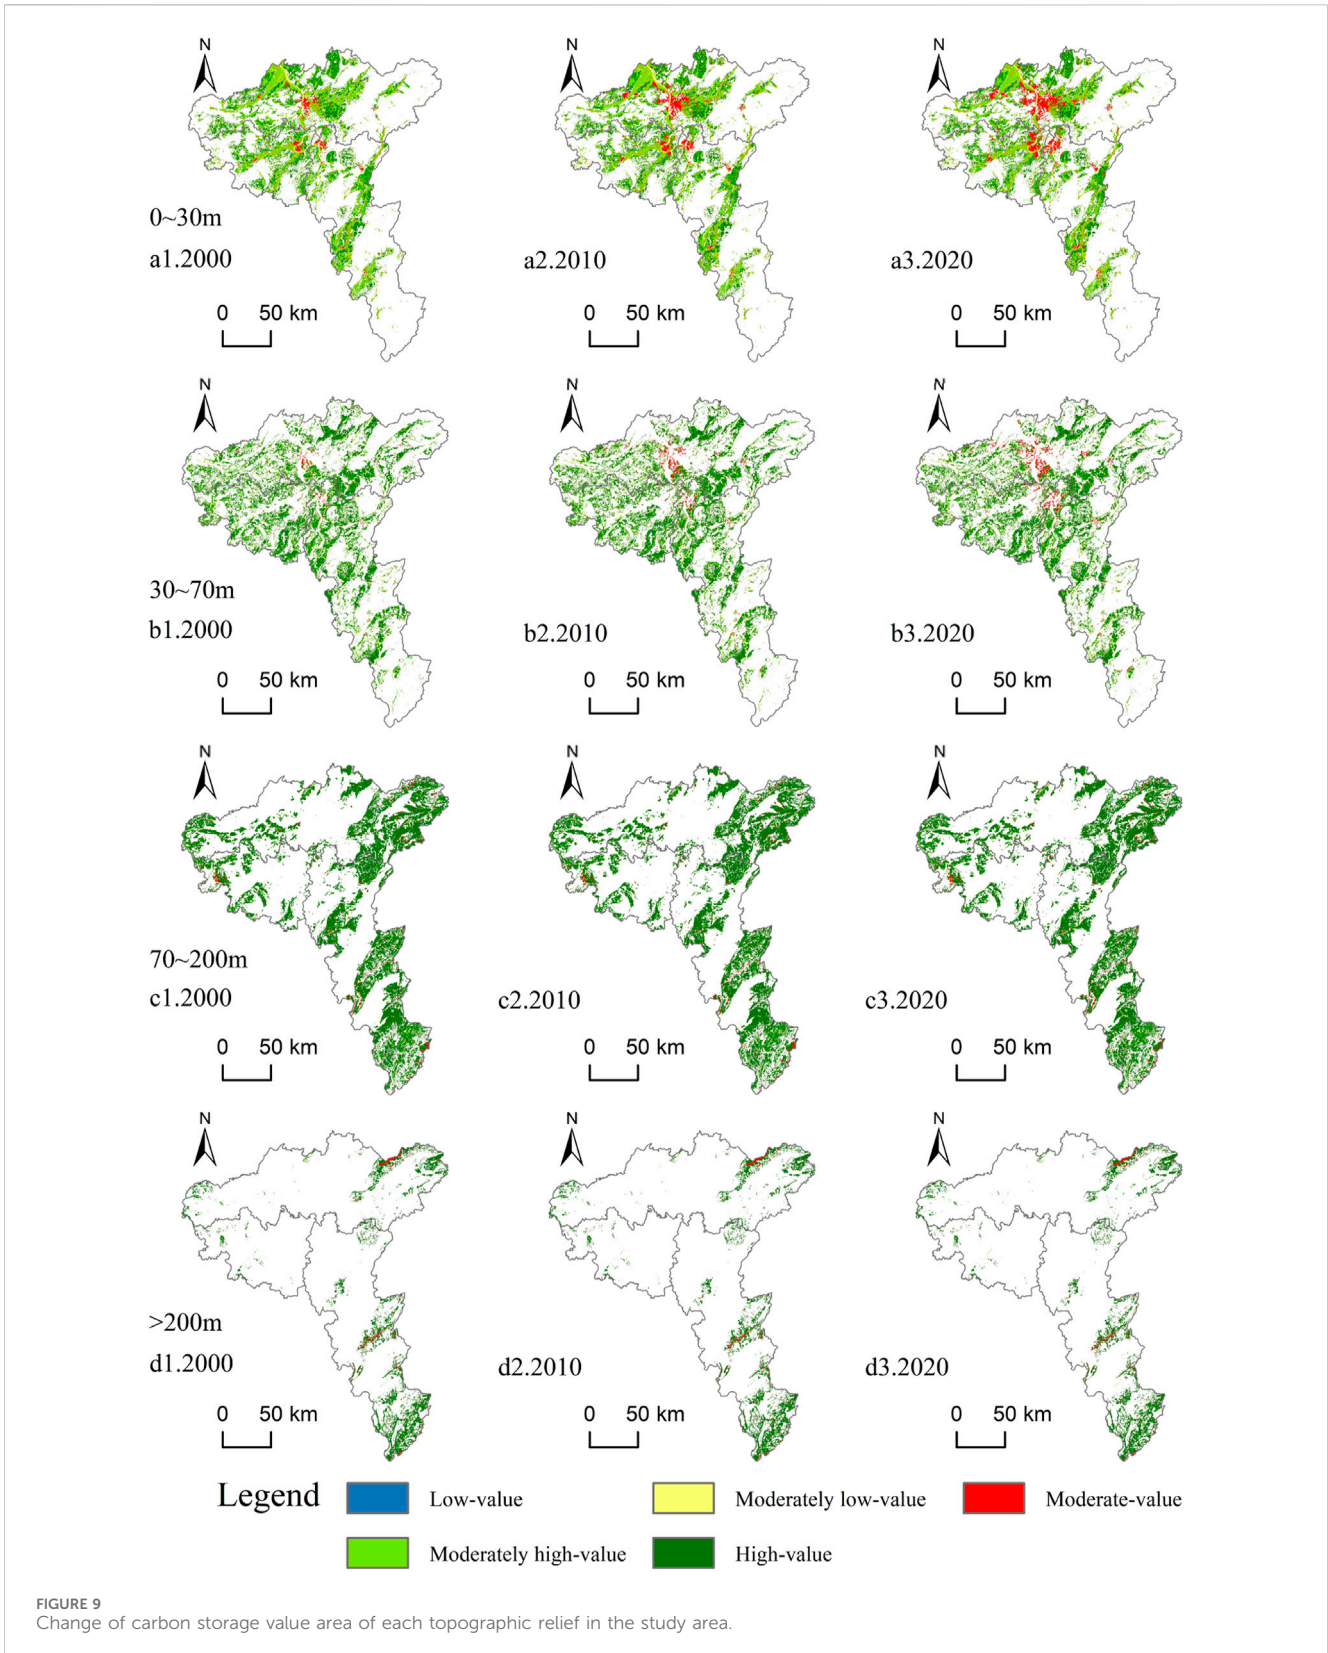 N
N
N
0~30m
a1.2000
a2.2010
a3.2020
0 50 km
0 50 km
0 50 km
N
N
N
30~70m
b1.2000
b2.2010
b3.2020
0 50 km
0 50 km
0 50 km
N
N
N
70~200m
c1.2000
c2.2010
c3.2020
0 50 km
0 50 km
0 50 km
N
N
N
>200m
d1.2000
d2.2010
d3.2020
0 50 km
0 50 km
0 50 km
Legend
Low-value
Moderately low-value
Moderate-value
Moderately high-value
High-value
FIGURE 9
Change of carbon storage value area of each topographic relief in the study area.